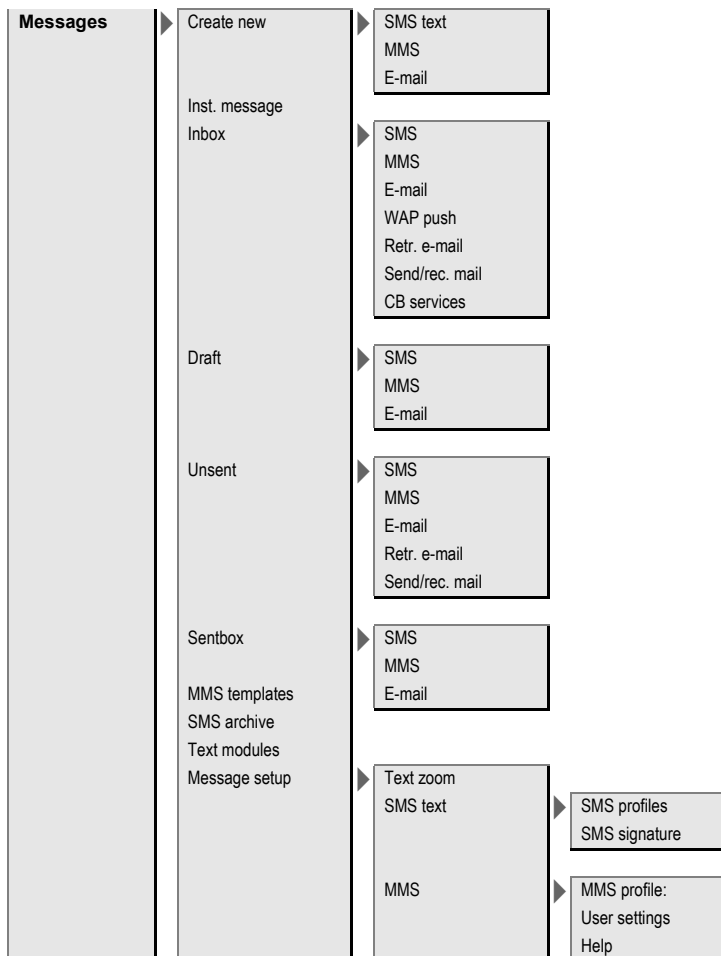 Messages
Create new
SMS text
MMS
E-mail
Inst. message
Inbox
SMS
MMS
E-mail
WAP push
Retr. e-mail
Send/rec. mail
CB services
Draft
SMS
MMS
E-mail
Unsent
SMS
MMS
E-mail
Retr. e-mail
Send/rec. mail
Sentbox
SMS
MMS
E-mail
MMS templates
SMS archive
Text modules
Message setup
Text zoom
SMS text
SMS profiles
SMS signature
MMS
MMS profile:
User settings
Help